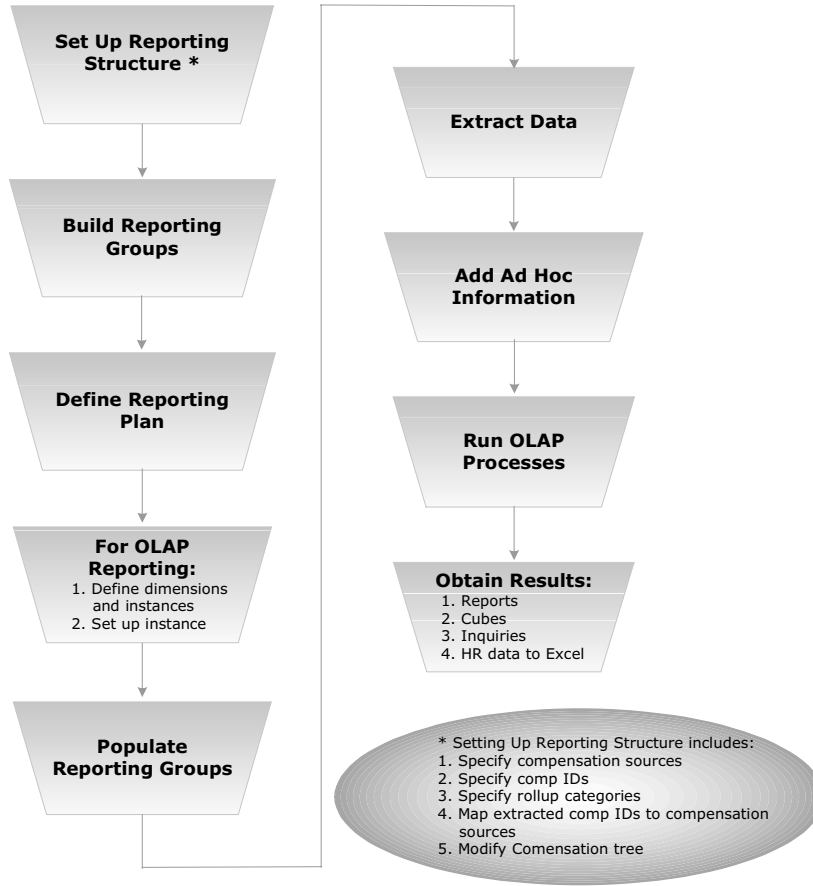 Set Up Reporting
Structure *
Build Reporting
Groups
Define Reporting
Plan
For OLAP
Reporting:
1. Define dimensions
and instances
2. Set up instance
Populate
Reporting Groups
Extract Data
Add Ad Hoc
Information
Run OLAP
Processes
Obtain Results:
1. Reports
2. Cubes
3. Inquiries
4. HR data to Excel
* Setting Up Reporting Structure includes:
1. Specify compensation sources
2. Specify comp IDs
3. Specify rollup categories
4. Map extracted comp IDs to compensation
sources
5. Modify Comensation tree